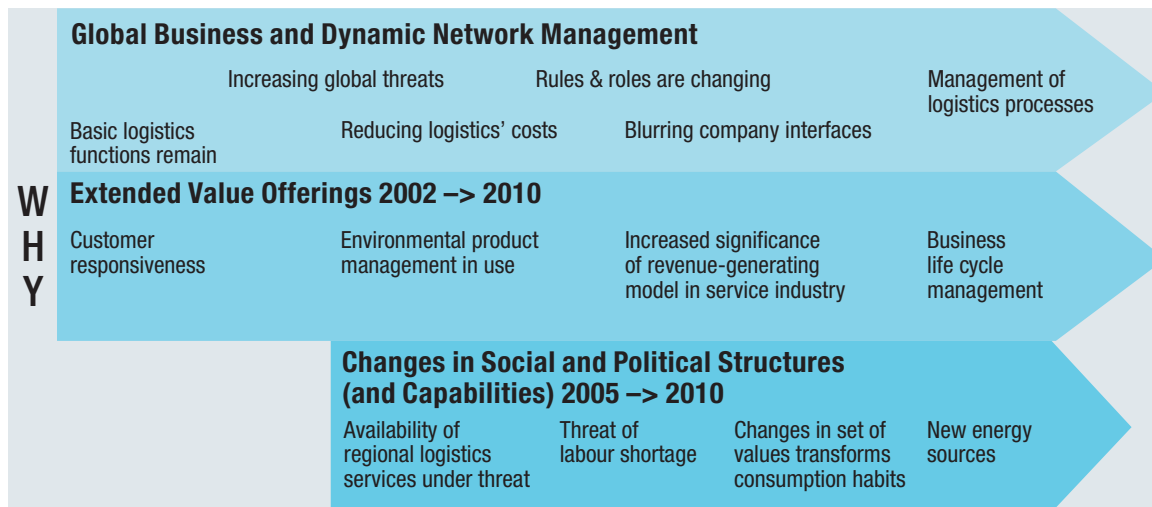 WHY
Global Business and Dynamic Network Management
Increasing global threats
Rules & roles are changing
Management of
logistics processes
Basic logistics
functions remain
Reducing logistics’ costs
Blurring company interfaces
Extended Value Offerings 2002 –> 2010
Customer
responsiveness
Environmental product
management in use
Increased significance
of revenue-generating
model in service industry
Business
life cycle
management
Changes in Social and Political Structures
(and Capabilities) 2005 –> 2010
Availability of
regional logistics
services under threat
Threat of
labour shortage
Changes in set of
values transforms
consumption habits
New energy
sources